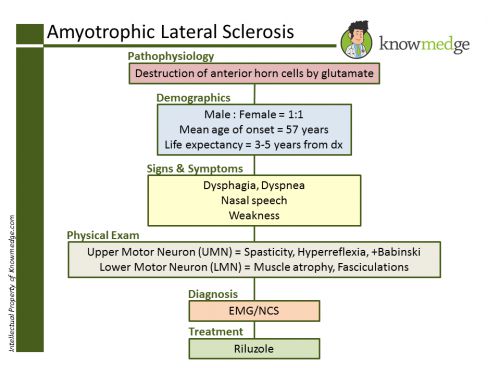 Amyotrophic Lateral Sclerosis
knowmedge
Pathophysiology
Destruction of anterior horn cells by glutamate
Demographics
Male : Female = 1:1
Mean age of onset = 57 years
Life expectancy = 3-5 years from dx
Signs & Symptoms
Dysphagia, Dyspnea
Nasal speech
Weakness
Physical Exam
Upper Motor Neuron (UMN) = Spasticity, Hyperreflexia, +Babinski
Lower Motor Neuron (LMN) = Muscle atrophy, Fasciculations
Diagnosis
EMG/NCS
Treatment
Riluzole
Intellectual Property of Knowmedge.com